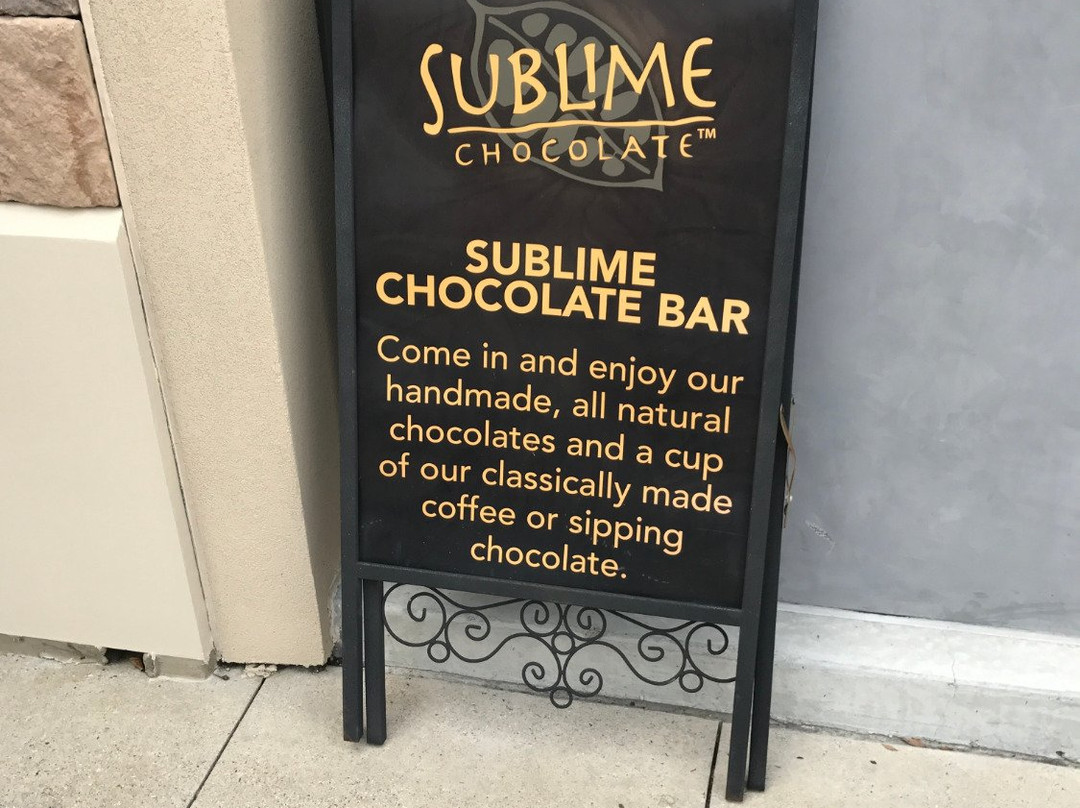 SUBLIME
CHOCOLATE™
SUBLIME
CHOCOLATE BAR
Come in and enjoy our
handmade, all natural
chocolates and a cup
of our classically made
coffee or sipping
chocolate.